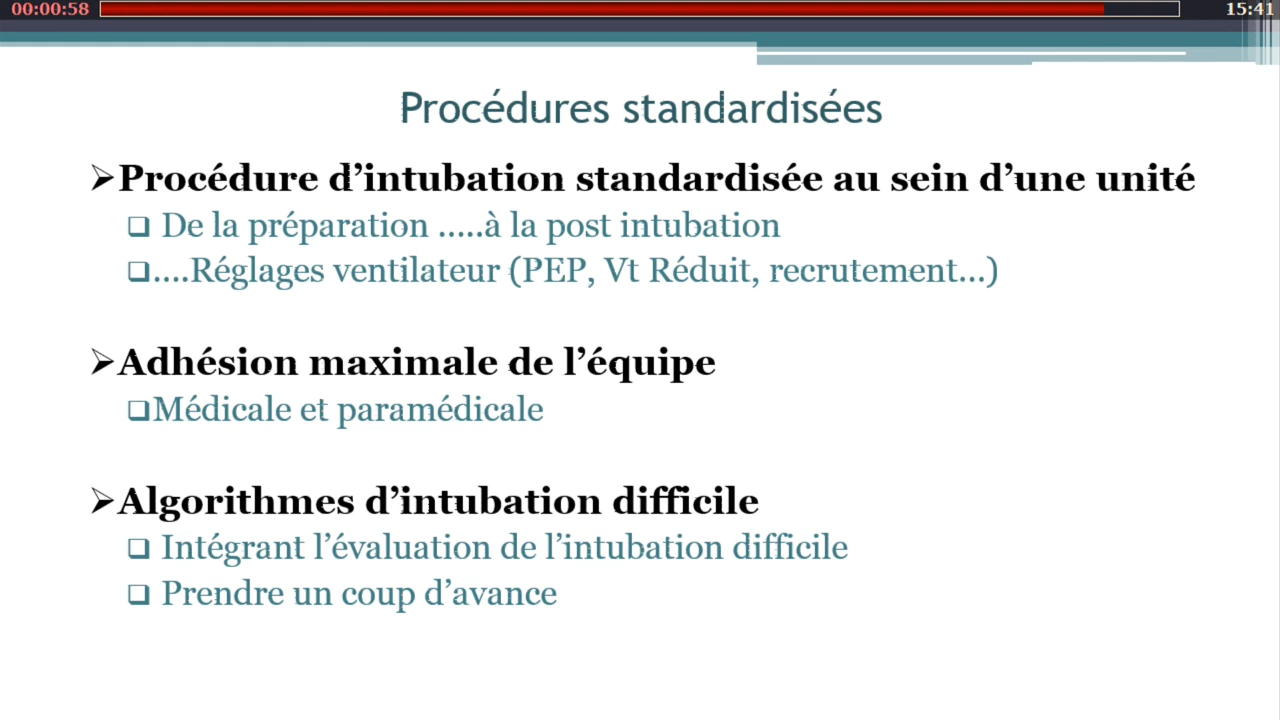 00:00:58 15:41
Procédures standardisées
➢Procédure d’intubation standardisée au sein d’une unité
❑ De la préparation .....à la post intubation
❑....Réglages ventilateur (PEP, Vt Réduit, recrutement...)
➢Adhésion maximale de l’équipe
❑Médicale et paramédicale
➢Algorithmes d’intubation difficile
❑ Intégrant l’évaluation de l’intubation difficile
❑ Prendre un coup d’avance